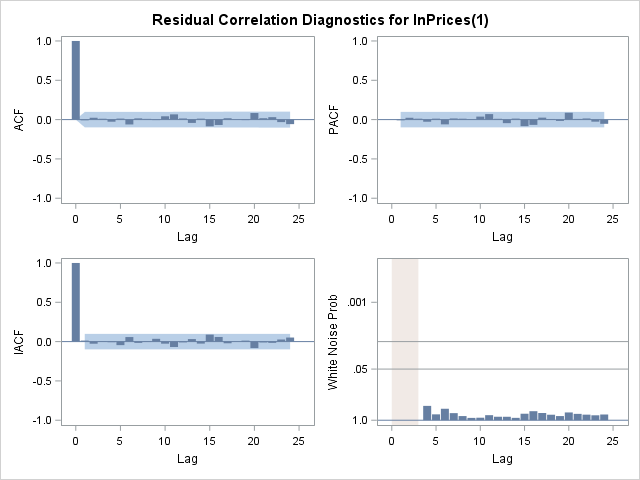 Residual Correlation Diagnostics for lnPrices(1)
1.0
0.5
0.0
-0.5
-1.0
ACF
0 5 10 15 20 25
Lag
1.0
0.5
0.0
-0.5
-1.0
PACF
0 5 10 15 20 25
Lag
1.0
0.5
0.0
-0.5
-1.0
IACF
0 5 10 15 20 25
Lag
.001
.05
1.0
White Noise Prob
0 5 10 15 20 25
Lag